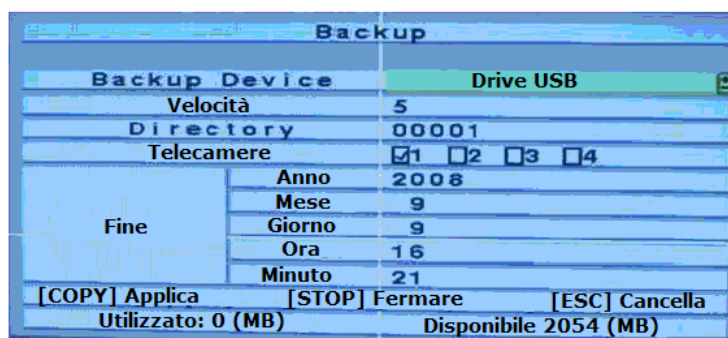 Backup
Backup Device Drive USB
Velocità 5
Directory 00001
Telecamere ☑1 ☐2 ☐3 ☐4
Fine
Anno 2008
Mese 9
Giorno 9
Ora 16
Minuto 21
[COPY] Applica [STOP] Fermare [ESC] Cancella
Utilizzato: 0 (MB) Disponibile 2054 (MB)